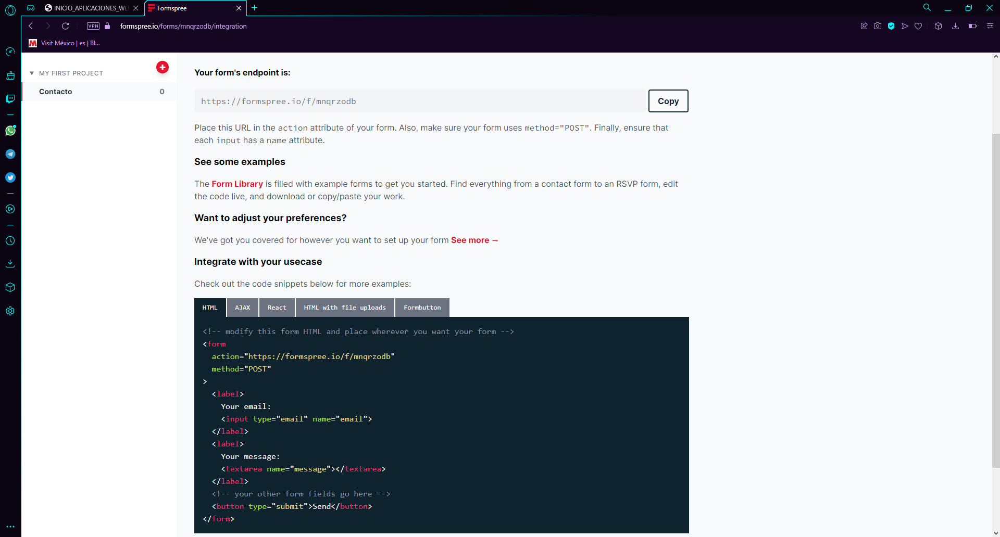 INICIO_APLICACIONES_WE
Formspree
VPN
formspree.io/forms/mnqrzodb/integration
Visit México | es | Bl...
MY FIRST PROJECT
Contacto 0
Your form's endpoint is:
https://formspree.io/f/mnqrzodb
Copy
Place this URL in the action attribute of your form. Also, make sure your form uses method="POST". Finally, ensure that
each input has a name attribute.
See some examples
The Form Library is filled with example forms to get you started. Find everything from a contact form to an RSVP form, edit
the code live, and download or copy/paste your work.
Want to adjust your preferences?
We've got you covered for however you want to set up your form See more →
Integrate with your usecase
Check out the code snippets below for more examples:
HTML AJAX React HTML with file uploads Formbutton
<!-- modify this form HTML and place wherever you want your form -->
<form
action="https://formspree.io/f/mnqrzodb"
method="POST"
>
<label>
Your email:
<input type="email" name="email">
</label>
<label>
Your message:
<textarea name="message"></textarea>
</label>
<!-- your other form fields go here -->
<button type="submit">Send</button>
</form>